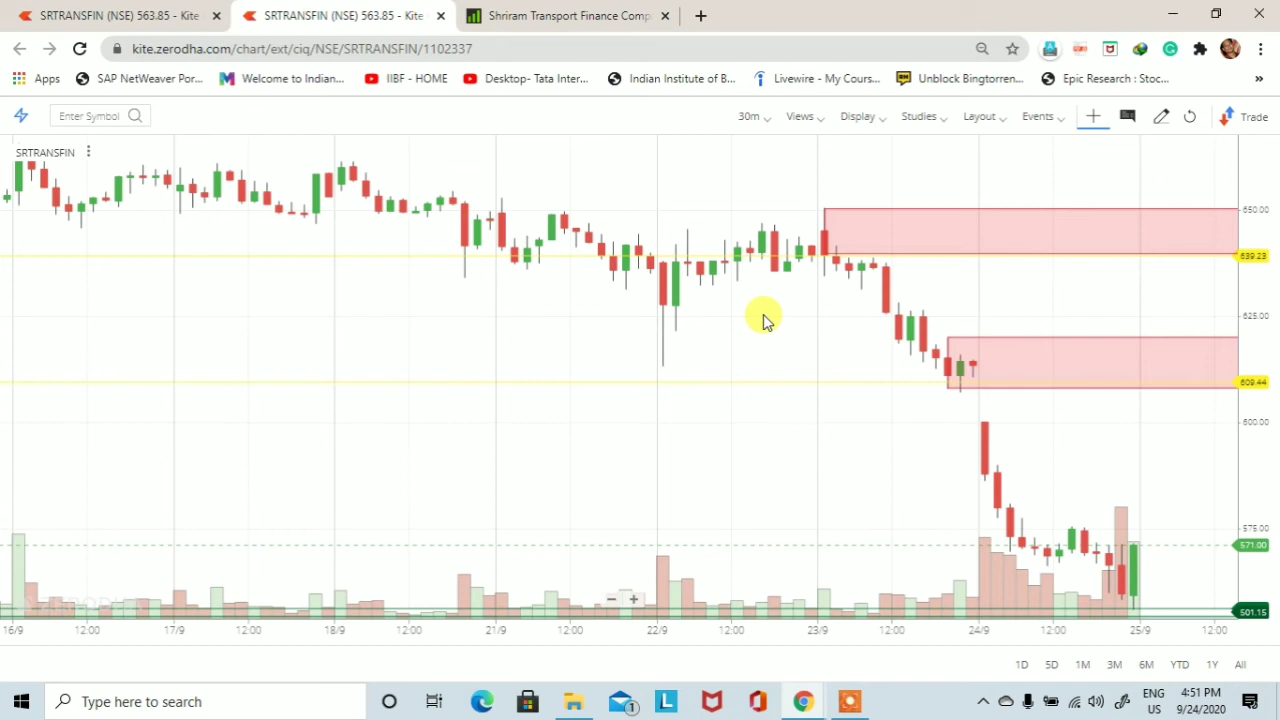 SRTRANSFIN (NSE) 563.85 - Kite
SRTRANSFIN (NSE) 563.85 - Kite
Shriram Transport Finance Comp
kite.zerodha.com/chart/ext/ciq/NSE/SRTRANSFIN/1102337
Apps
SAP NetWeaver Por...
Welcome to Indian...
IIBF - HOME
Desktop- Tata Inter...
Indian Institute of B...
Livewire - My Cours...
Unblock Bingtorren...
Epic Research : Stoc...
»
Enter Symbol
30m
Views
Display
Studies
Layout
Events
Trade
SRTRANSFIN
650.00
639.23
625.00
609.44
600.00
575.00
571.00
501.15
16/9 12:00 17/9 12:00 18/9 12:00 21/9 12:00 22/9 12:00 23/9 12:00 24/9 12:00 25/9 12:00
1D 5D 1M 3M 6M YTD 1Y All
Type here to search
1
L
ENG
US
4:51 PM
9/24/2020